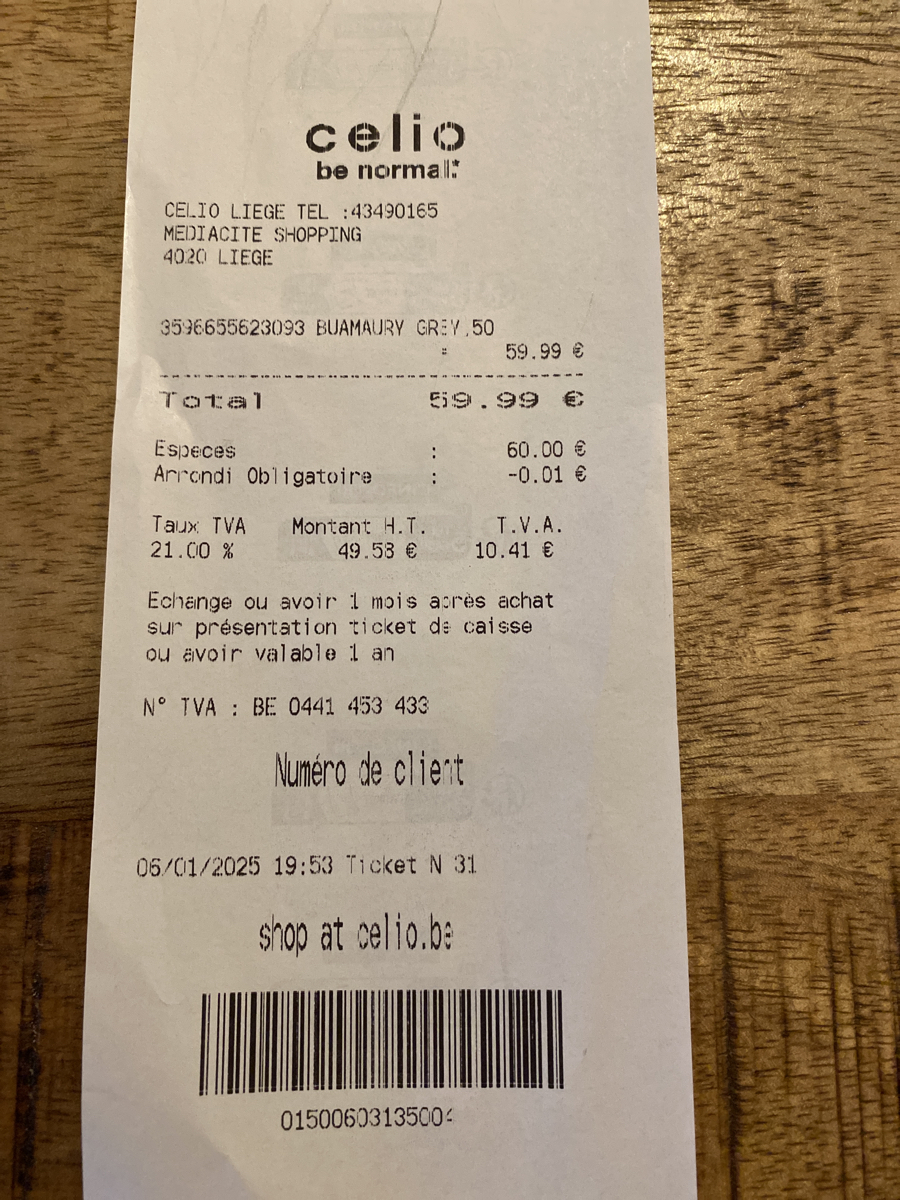 celio
be normal*
CELIO LIEGE TEL :43490165
MEDIACITE SHOPPING
4020 LIEGE
3596655623093 BUAMAURY GREY.50
: 59.99 €
Total 59.99 €
Especes : 60.00 €
Arrondi Obligatoire : -0.01 €
Taux TVA Montant H.T. T.V.A.
21.00 % 49.58 € 10.41 €
Echange ou avoir 1 mois après achat
sur présentation ticket de caisse
ou avoir valable 1 an
N° TVA : BE 0441 453 433
Numéro de client
06/01/2025 19:53 Ticket N 31
shop at celio.be